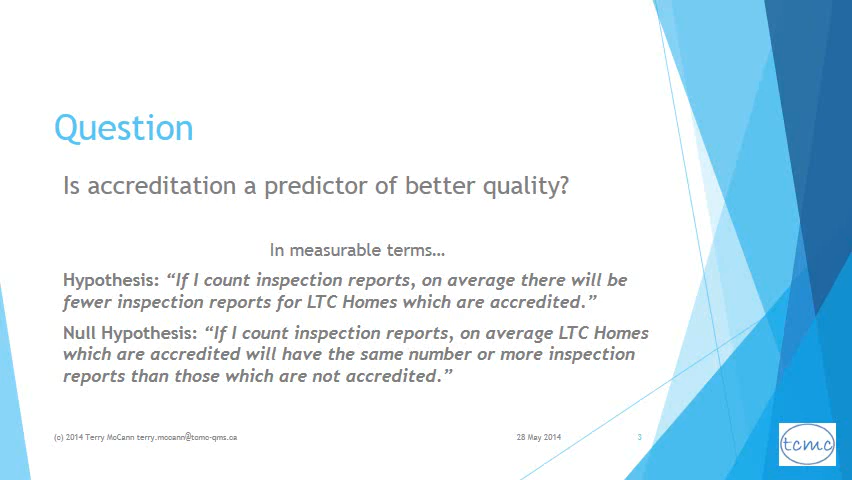 Question
Is accreditation a predictor of better quality?
In measurable terms…
Hypothesis: “If I count inspection reports, on average there will be
fewer inspection reports for LTC Homes which are accredited.”
Null Hypothesis: “If I count inspection reports, on average LTC Homes
which are accredited will have the same number or more inspection
reports than those which are not accredited.”
(c) 2014 Terry McCann terry.mccann@tcmc-qms.ca
28 May 2014
3
tcmc